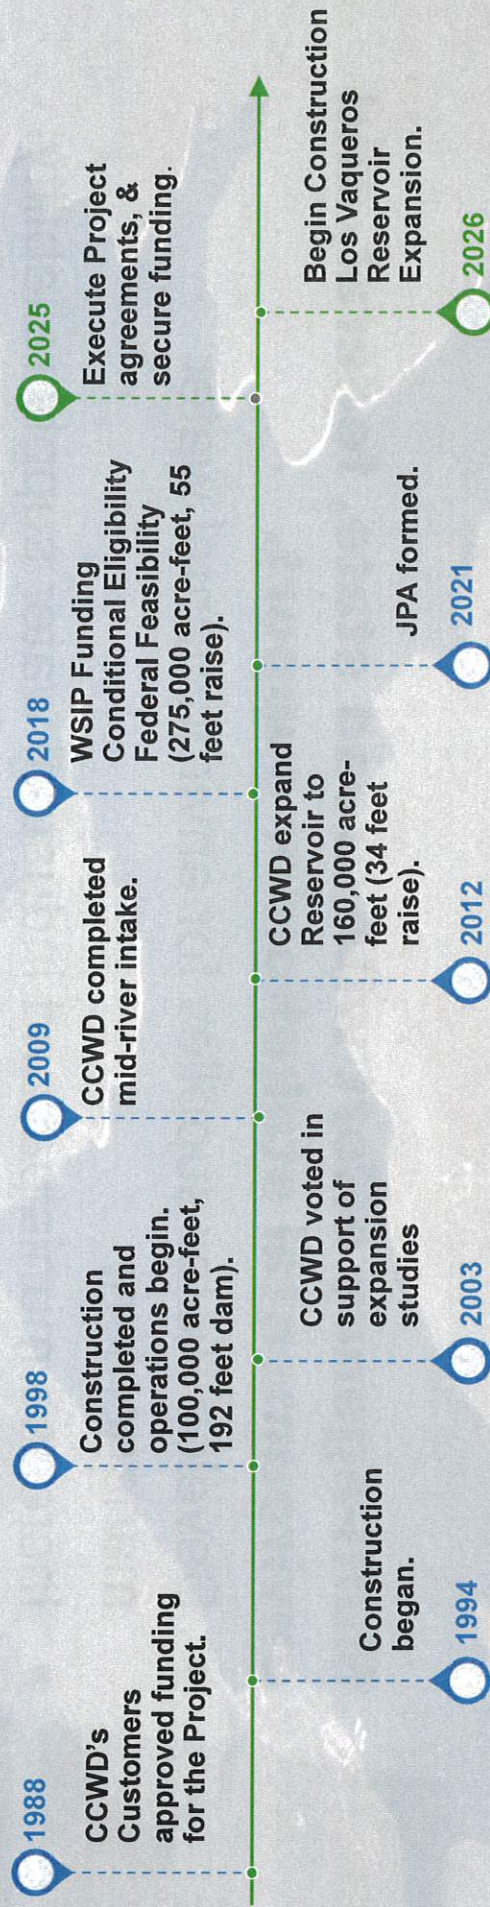 1988
CCWD's
Customers
approved funding
for the Project.
1994
Construction
began.
1998
Construction
completed and
operations begin.
(100,000 acre-feet,
192 feet dam).
2003
CCWD voted in
support of
expansion
studies
2009
CCWD completed
mid-river intake.
2012
CCWD expand
Reservoir to
160,000 acre-
feet (34 feet
raise).
2018
WSIP Funding
Conditional Eligibility
Federal Feasibility
(275,000 acre-feet, 55
feet raise).
2021
JPA formed.
2025
Execute Project
agreements, &
secure funding.
2026
Begin Construction
Los Vaqueros
Reservoir
Expansion.